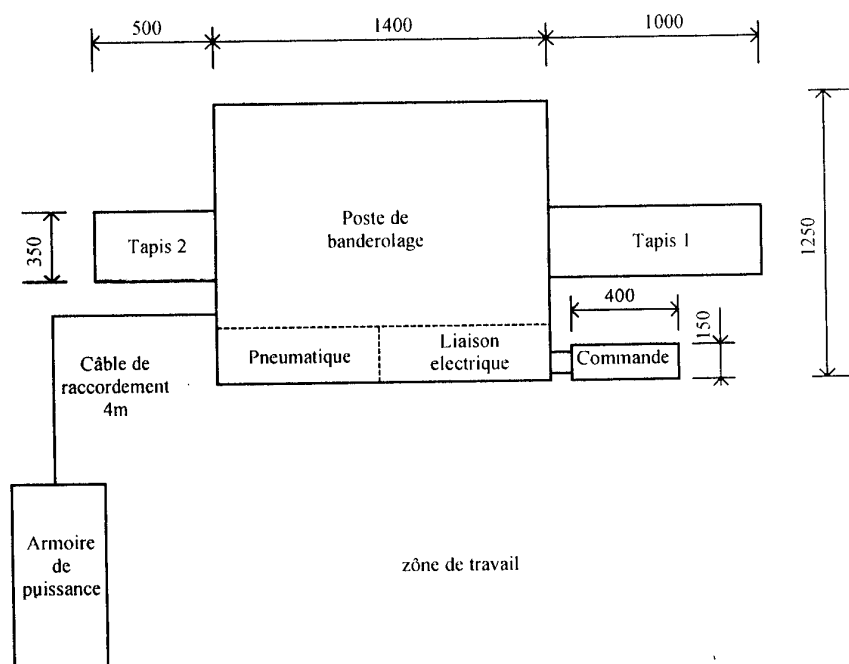 500
1400
1000
350
Tapis 2
Poste de
banderolage
Tapis 1
1250
400
150
Pneumatique
Liaison
electrique
Commande
Câble de
raccordement
4m
Armoire
de
puissance
zône de travail